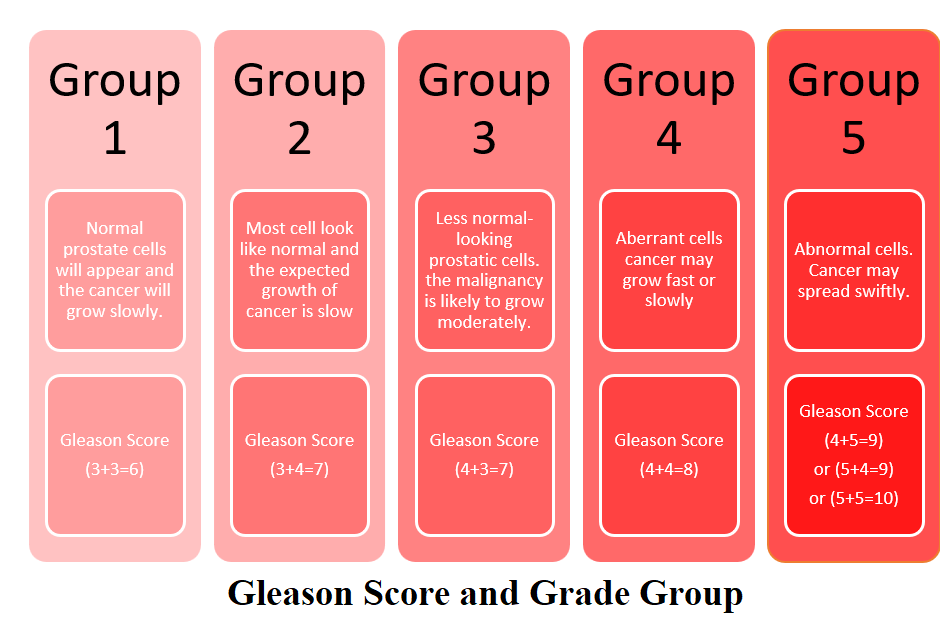 Group
1
Normal
prostate cells
will appear and
the cancer will
grow slowly.
Gleason Score
(3+3=6)
Group
2
Most cell look
like normal and
the expected
growth of
cancer is slow
Gleason Score
(3+4=7)
Group
3
Less normal-
looking
prostatic cells.
the malignancy
is likely to grow
moderately.
Gleason Score
(4+3=7)
Group
4
Aberrant cells
cancer may
grow fast or
slowly
Gleason Score
(4+4=8)
Group
5
Abnormal cells.
Cancer may
spread swiftly.
Gleason Score
(4+5=9)
or (5+4=9)
or (5+5=10)
Gleason Score and Grade Group